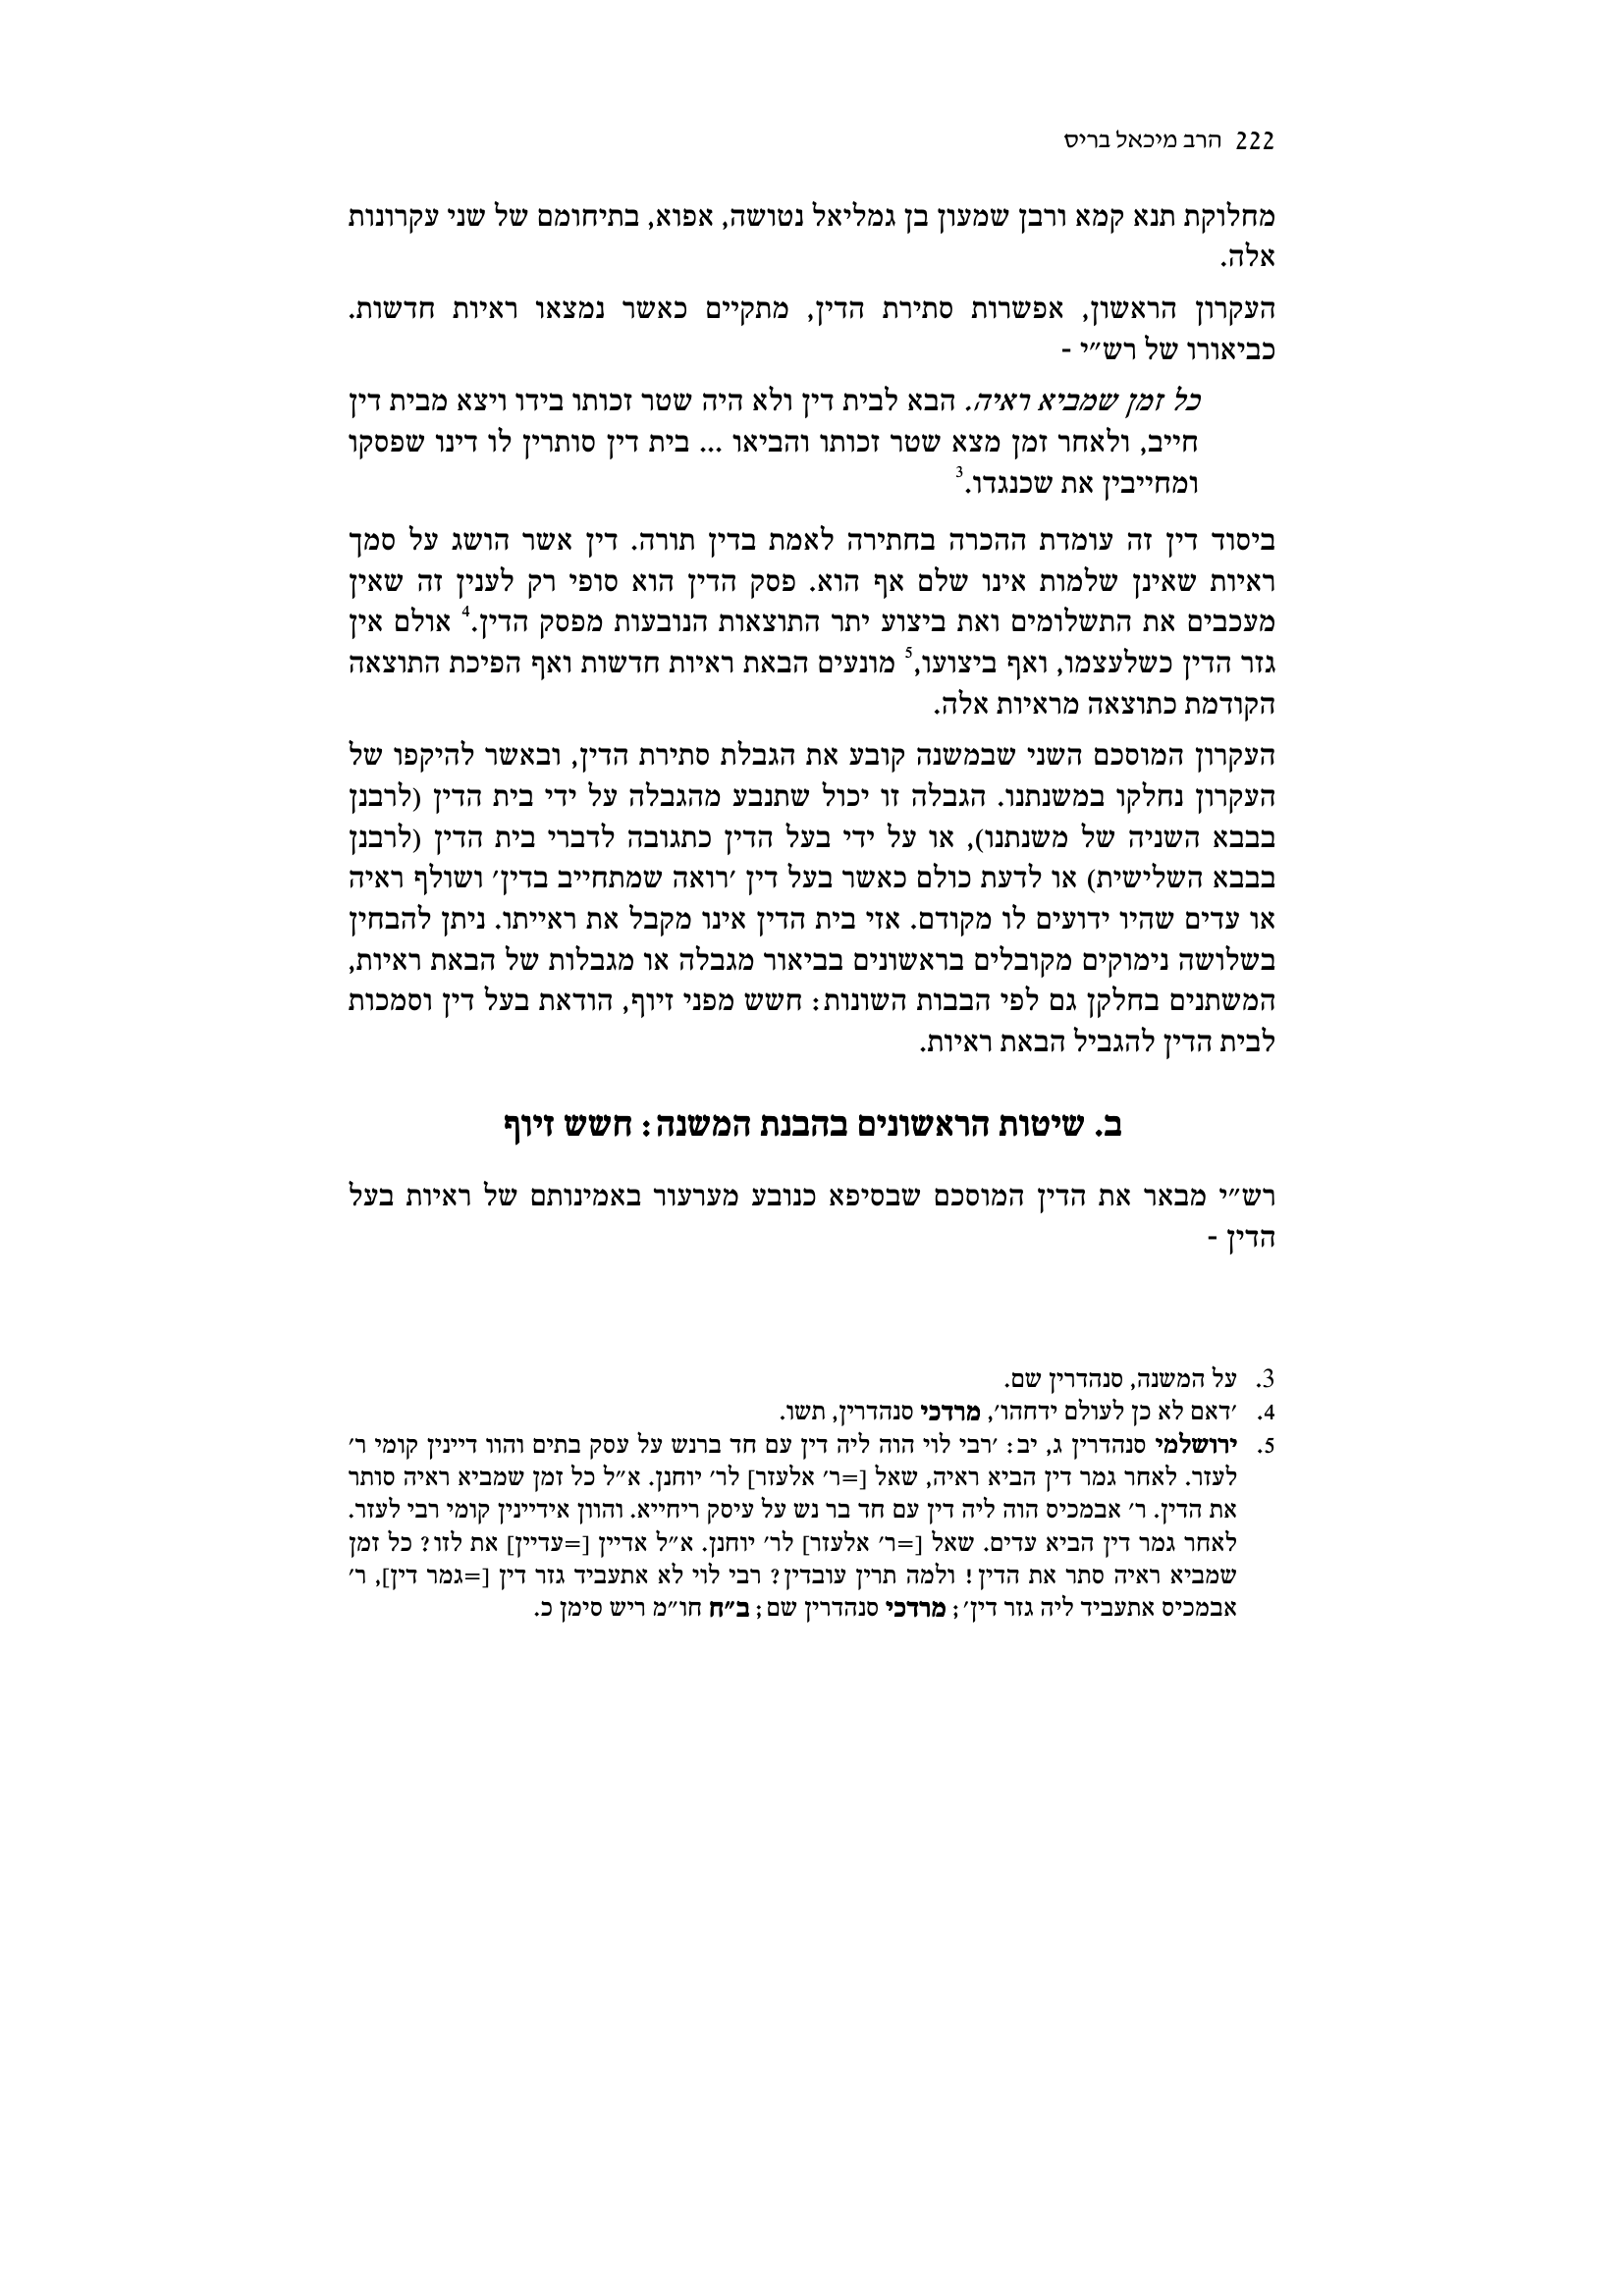 222 הרב מיכאל בריס
מחלוקת תנא קמא ורבן שמעון בן גמליאל נטושה, אפוא, בתיחומם של שני עקרונות
אלה.
העקרון הראשון, אפשרות סתירת הדין, מתקיים כאשר נמצאו ראיות חדשות.
כביאורו של רש״י -
כל זמן שמביא ראיה. הבא לבית דין ולא היה שטר זכותו בידו ויצא מבית דין
חייב, ולאחר זמן מצא שטר זכותו והביאו ... בית דין סותרין לו דינו שפסקו
ומחייבין את שכנגדו.3
ביסוד דין זה עומדת ההכרה בחתירה לאמת בדין תורה. דין אשר הושג על סמך
ראיות שאינן שלמות אינו שלם אף הוא. פסק הדין הוא סופי רק לענין זה שאין
מעכבים את התשלומים ואת ביצוע יתר התוצאות הנובעות מפסק הדין.4 אולם אין
גזר הדין כשלעצמו, ואף ביצועו,5 מונעים הבאת ראיות חדשות ואף הפיכת התוצאה
הקודמת כתוצאה מראיות אלה.
העקרון המוסכם השני שבמשנה קובע את הגבלת סתירת הדין, ובאשר להיקפו של
העקרון נחלקו במשנתנו. הגבלה זו יכול שתנבע מהגבלה על ידי בית הדין (לרבנן
בבבא השניה של משנתנו), או על ידי בעל הדין כתגובה לדברי בית הדין (לרבנן
בבבא השלישית) או לדעת כולם כאשר בעל דין ׳רואה שמתחייב בדין׳ ושולף ראיה
או עדים שהיו ידועים לו מקודם. אזי בית הדין אינו מקבל את ראייתו. ניתן להבחין
בשלושה נימוקים מקובלים בראשונים בביאור מגבלה או מגבלות של הבאת ראיות,
המשתנים בחלקן גם לפי הבבות השונות: חשש מפני זיוף, הודאת בעל דין וסמכות
לבית הדין להגביל הבאת ראיות.
ב. שיטות הראשונים בהבנת המשנה: חשש זיוף
רש״י מבאר את הדין המוסכם שבסיפא כנובע מערעור באמינותם של ראיות בעל
הדין -
3. על המשנה, סנהדרין שם.
4. ׳דאם לא כן לעולם ידחהו׳, מרדכי סנהדרין, תשו.
5. ירושלמי סנהדרין ג, יב: ׳רבי לוי הוה ליה דין עם חד ברנש על עסק בתים והוו דיינין קומי ר׳
לעזר. לאחר גמר דין הביא ראיה, שאל [=ר׳ אלעזר] לר׳ יוחנן. א״ל כל זמן שמביא ראיה סותר
את הדין. ר׳ אבמכיס הוה ליה דין עם חד בר נש על עיסק ריחייא. והוון אידיינין קומי רבי לעזר.
לאחר גמר דין הביא עדים. שאל [=ר׳ אלעזר] לר׳ יוחנן. א״ל אדיין [=עדיין] את לזו? כל זמן
שמביא ראיה סתר את הדין! ולמה תרין עובדין? רבי לוי לא אתעביד גזר דין [=גמר דין], ר׳
אבמכיס אתעביד ליה גזר דין׳; מרדכי סנהדרין שם; ב״ח חו״מ ריש סימן כ.